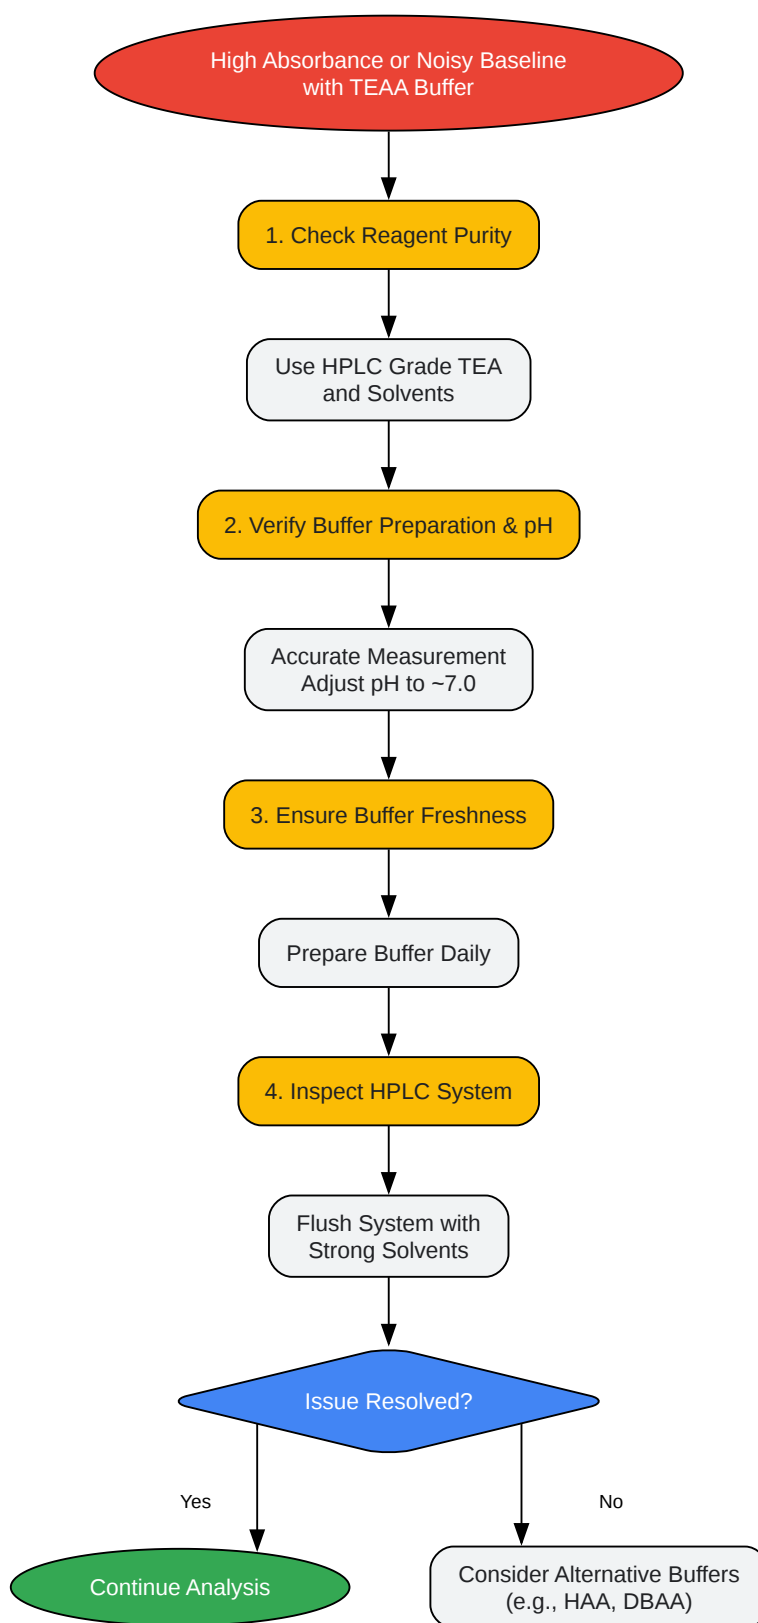 High Absorbance or Noisy Baseline
with TEAA Buffer
1. Check Reagent Purity
Use HPLC Grade TEA
and Solvents
2. Verify Buffer Preparation & pH
Accurate Measurement
Adjust pH to ~7.0
3. Ensure Buffer Freshness
Prepare Buffer Daily
4. Inspect HPLC System
Flush System with
Strong Solvents
Issue Resolved?
Yes
No
Continue Analysis
Consider Alternative Buffers
(e.g., HAA, DBAA)